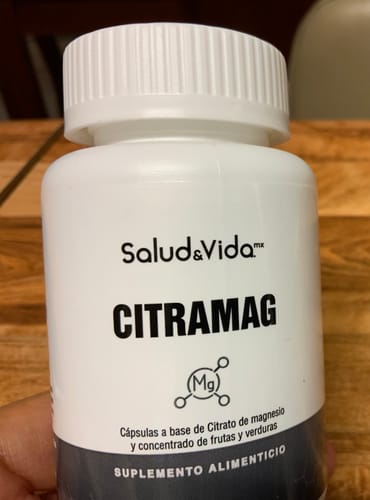 Salud&Vida.mx
CITRAMAG
Mg
Cápsulas a base de Citrato de magnesio
y concentrado de frutas y verduras
SUPLEMENTO ALIMENTICIO